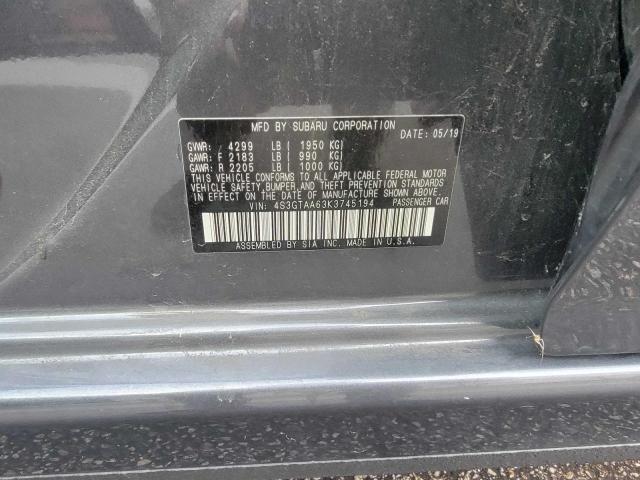 MFD BY SUBARU CORPORATION DATE: 05/19
GVWR: 4299 LB ( 1950 KG)
GAWR: F 2183 LB ( 990 KG)
GAWR: R 2205 LB ( 1000 KG)
THIS VEHICLE CONFORMS TO ALL APPLICABLE FEDERAL MOTOR
VEHICLE SAFETY, BUMPER, AND THEFT PREVENTION STANDARDS
IN EFFECT ON THE DATE OF MANUFACTURE SHOWN ABOVE.
VIN: 4S3GTAA63K3745194 PASSENGER CAR
ASSEMBLED BY SIA INC. MADE IN U.S.A.